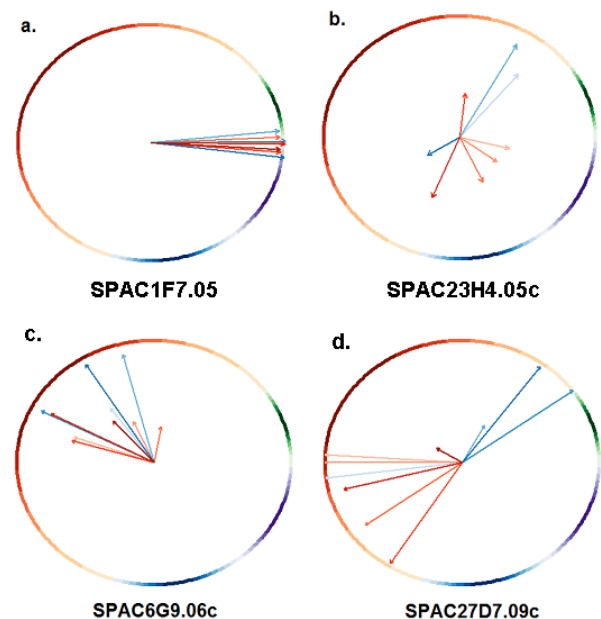 a.
b.
SPAC1F7.05
SPAC23H4.05c
c.
d.
SPAC6G9.06c
SPAC27D7.09c